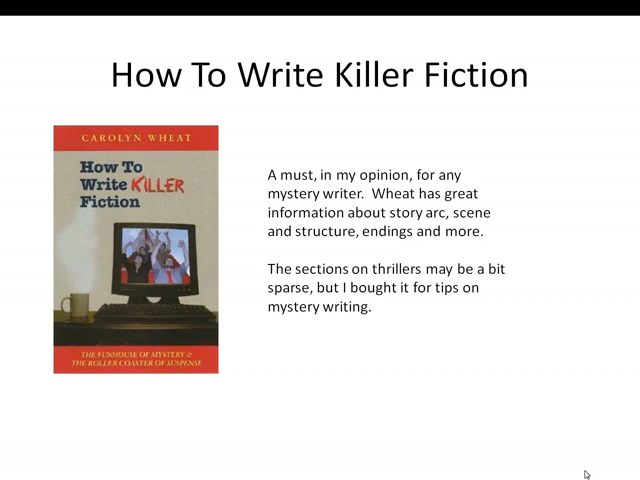 How To Write Killer Fiction
CAROLYN WHEAT
How To
Write KILLER
Fiction
THE FUNHOUSE OF MYSTERY &
THE ROLLER COASTER OF SUSPENSE
A must, in my opinion, for any
mystery writer.  Wheat has great
information about story arc, scene
and structure, endings and more.
The sections on thrillers may be a bit
sparse, but I bought it for tips on
mystery writing.